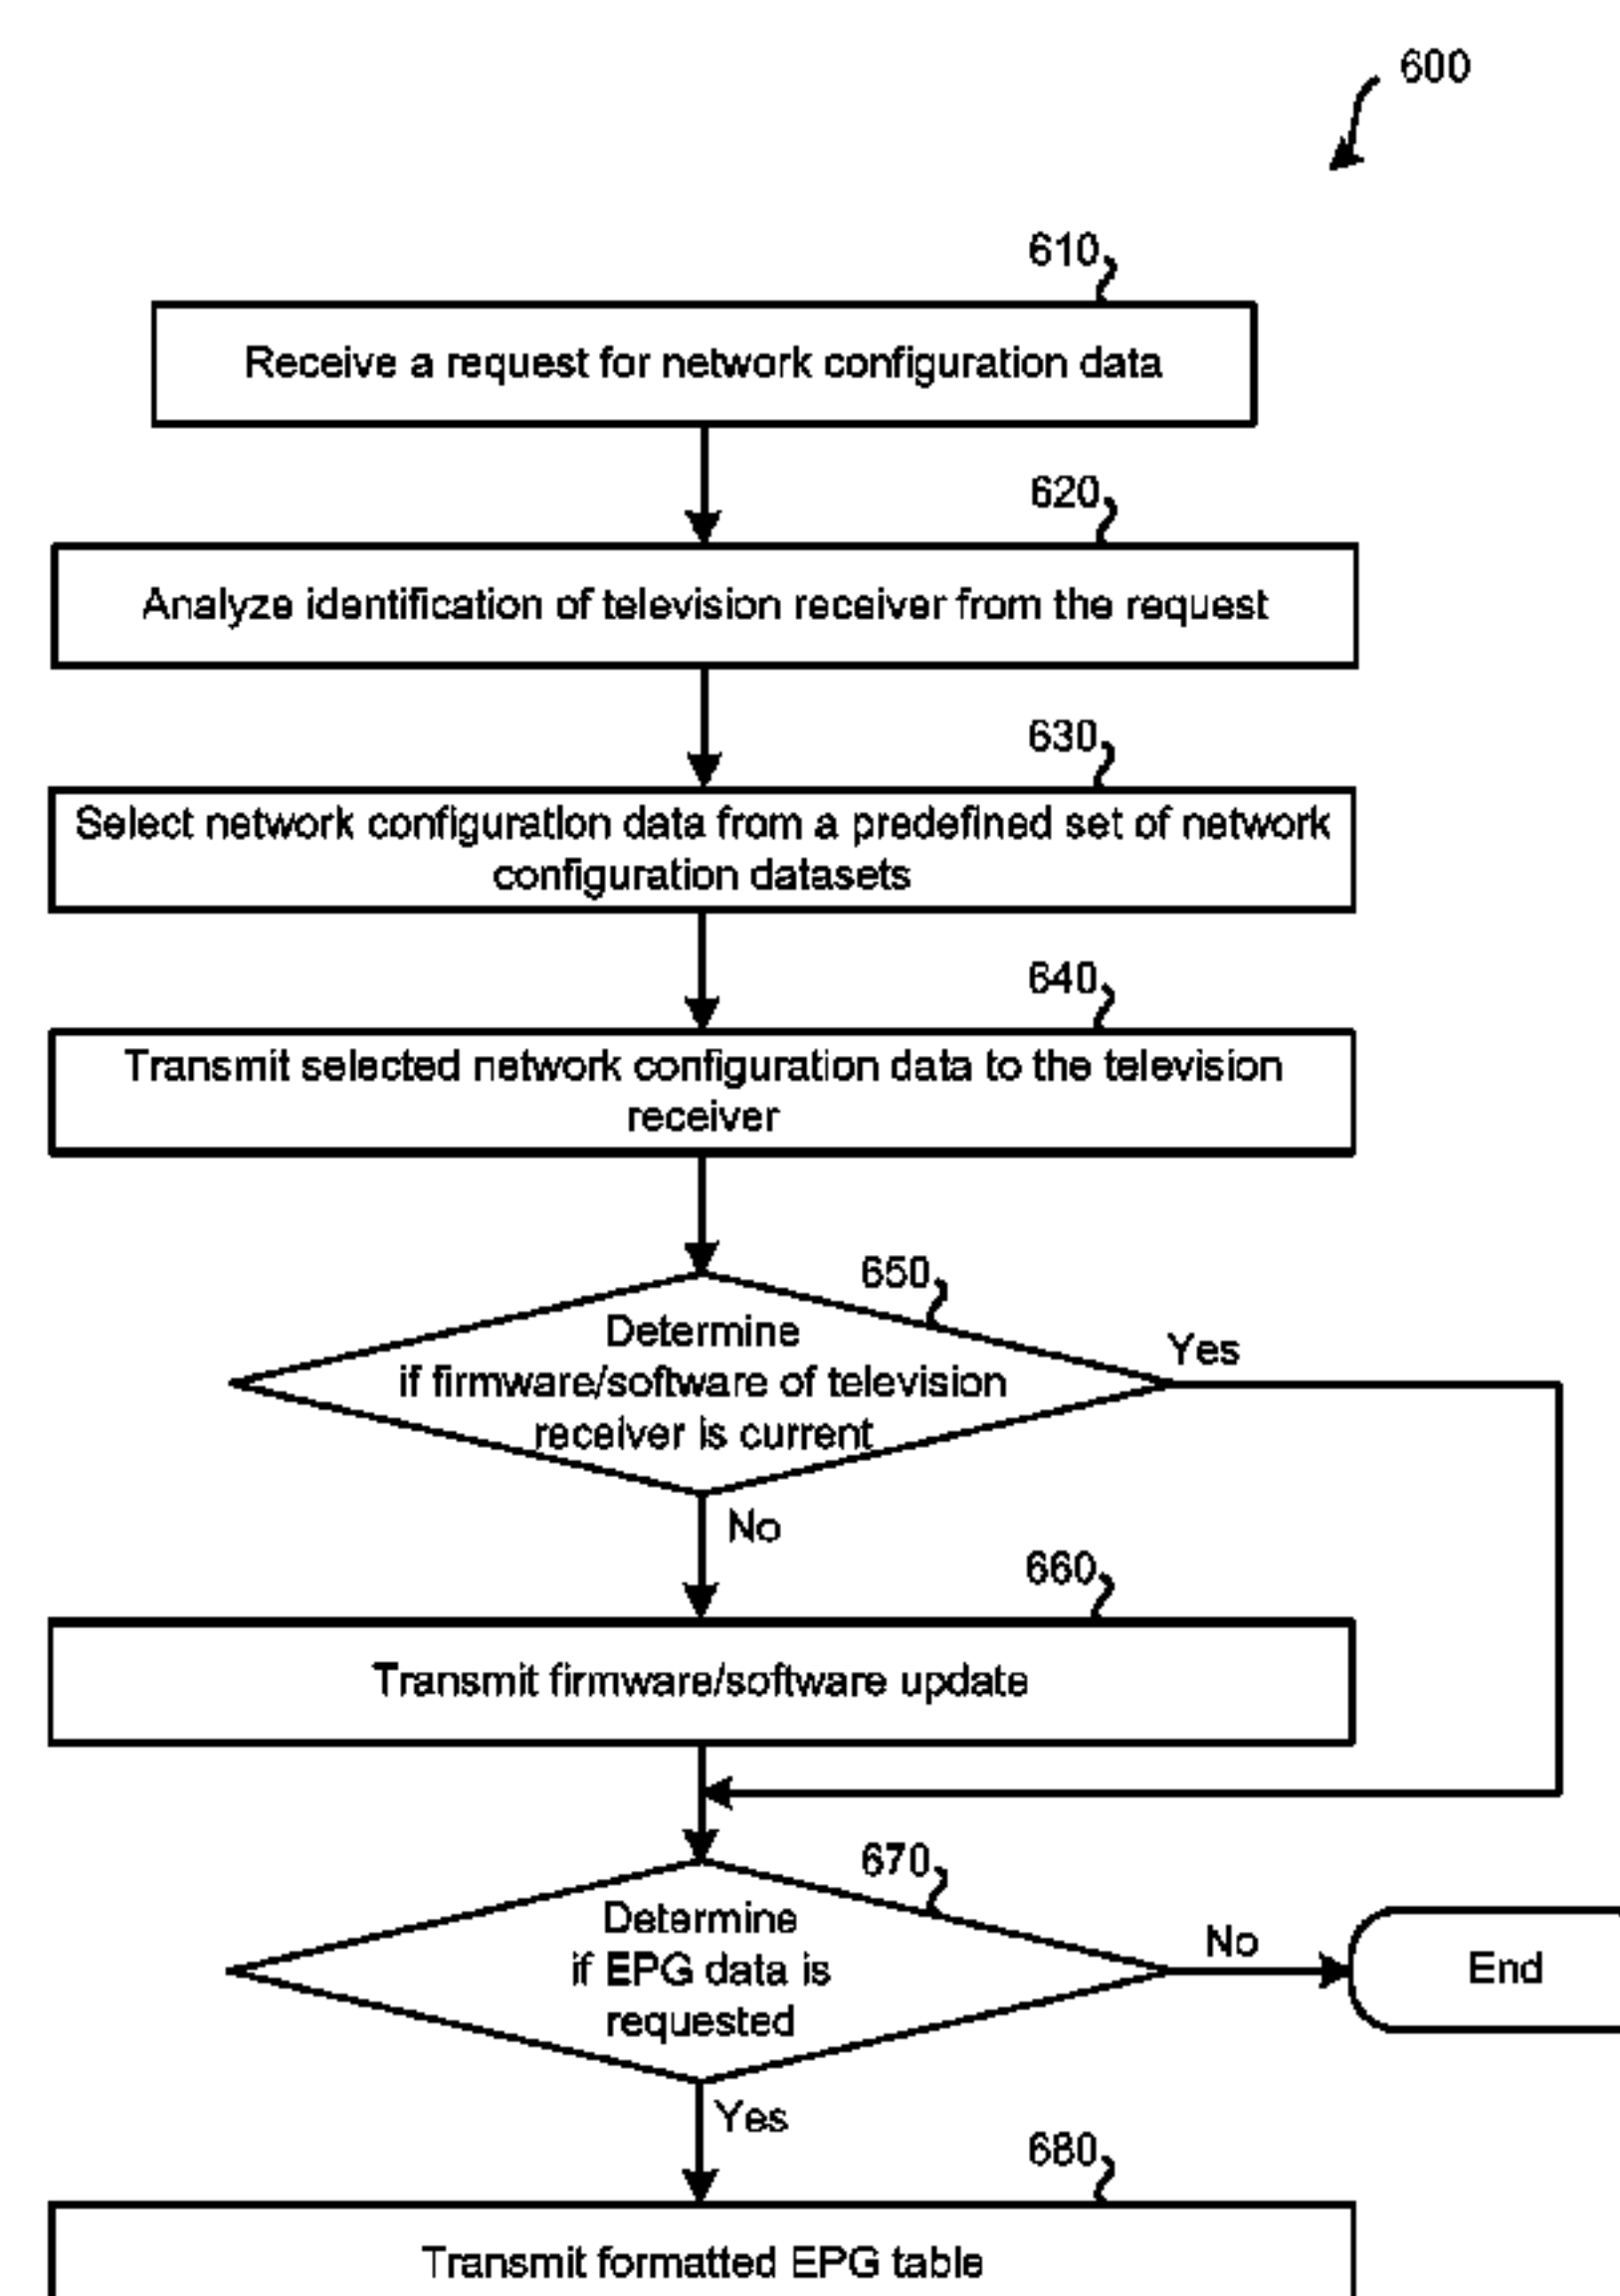 600
610
Receive a request for network configuration data
620
Analyze identification of television receiver from the request
630
Select network configuration data from a predefined set of network
configuration datasets
640
Transmit selected network configuration data to the television
receiver
650
Determine
if firmware/software of television
receiver is current
Yes
No
660
Transmit firmware/software update
670
Determine
if EPG data is
requested
No
End
Yes
680
Transmit formatted EPG table